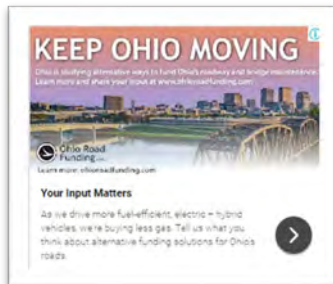 KEEP OHIO MOVING
Ohio is studying alternative ways to fund Ohio's roadway and bridge maintenance.
Learn more and share your input at www.ohioroadfunding.com
Ohio Road
Funding.com
Learn more: ohioroadfunding.com
Your Input Matters
As we drive more fuel-efficient, electric + hybrid
vehicles, we're buying less gas. Tell us what you
think about alternative funding solutions for Ohio's
roads.